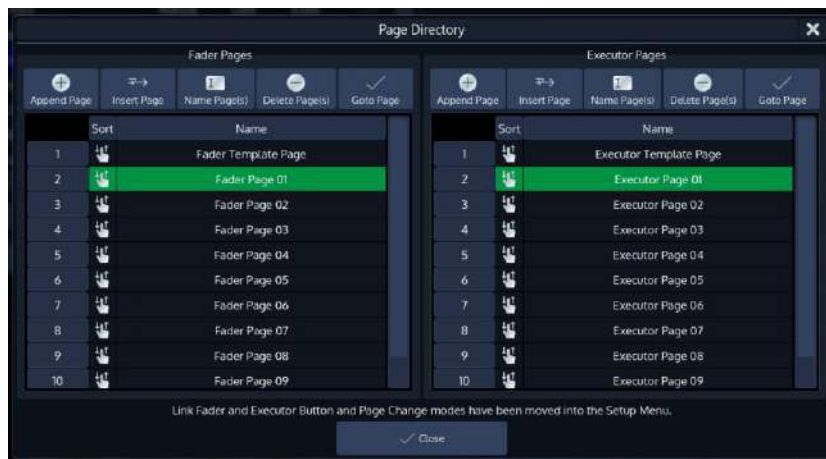 Page Directory
Fader Pages
Executor Pages
Append Page Insert Page Name Page(s) Delete Page(s) Goto Page
Append Page Insert Page Name Page(s) Delete Page(s) Goto Page
Sort Name
1 Fader Template Page
2 Fader Page 01
3 Fader Page 02
4 Fader Page 03
5 Fader Page 04
6 Fader Page 05
7 Fader Page 06
8 Fader Page 07
9 Fader Page 08
10 Fader Page 09
Sort Name
1 Executor Template Page
2 Executor Page 01
3 Executor Page 02
4 Executor Page 03
5 Executor Page 04
6 Executor Page 05
7 Executor Page 06
8 Executor Page 07
9 Executor Page 08
10 Executor Page 09
Link Fader and Executor Button and Page Change modes have been moved into the Setup Menu.
Close